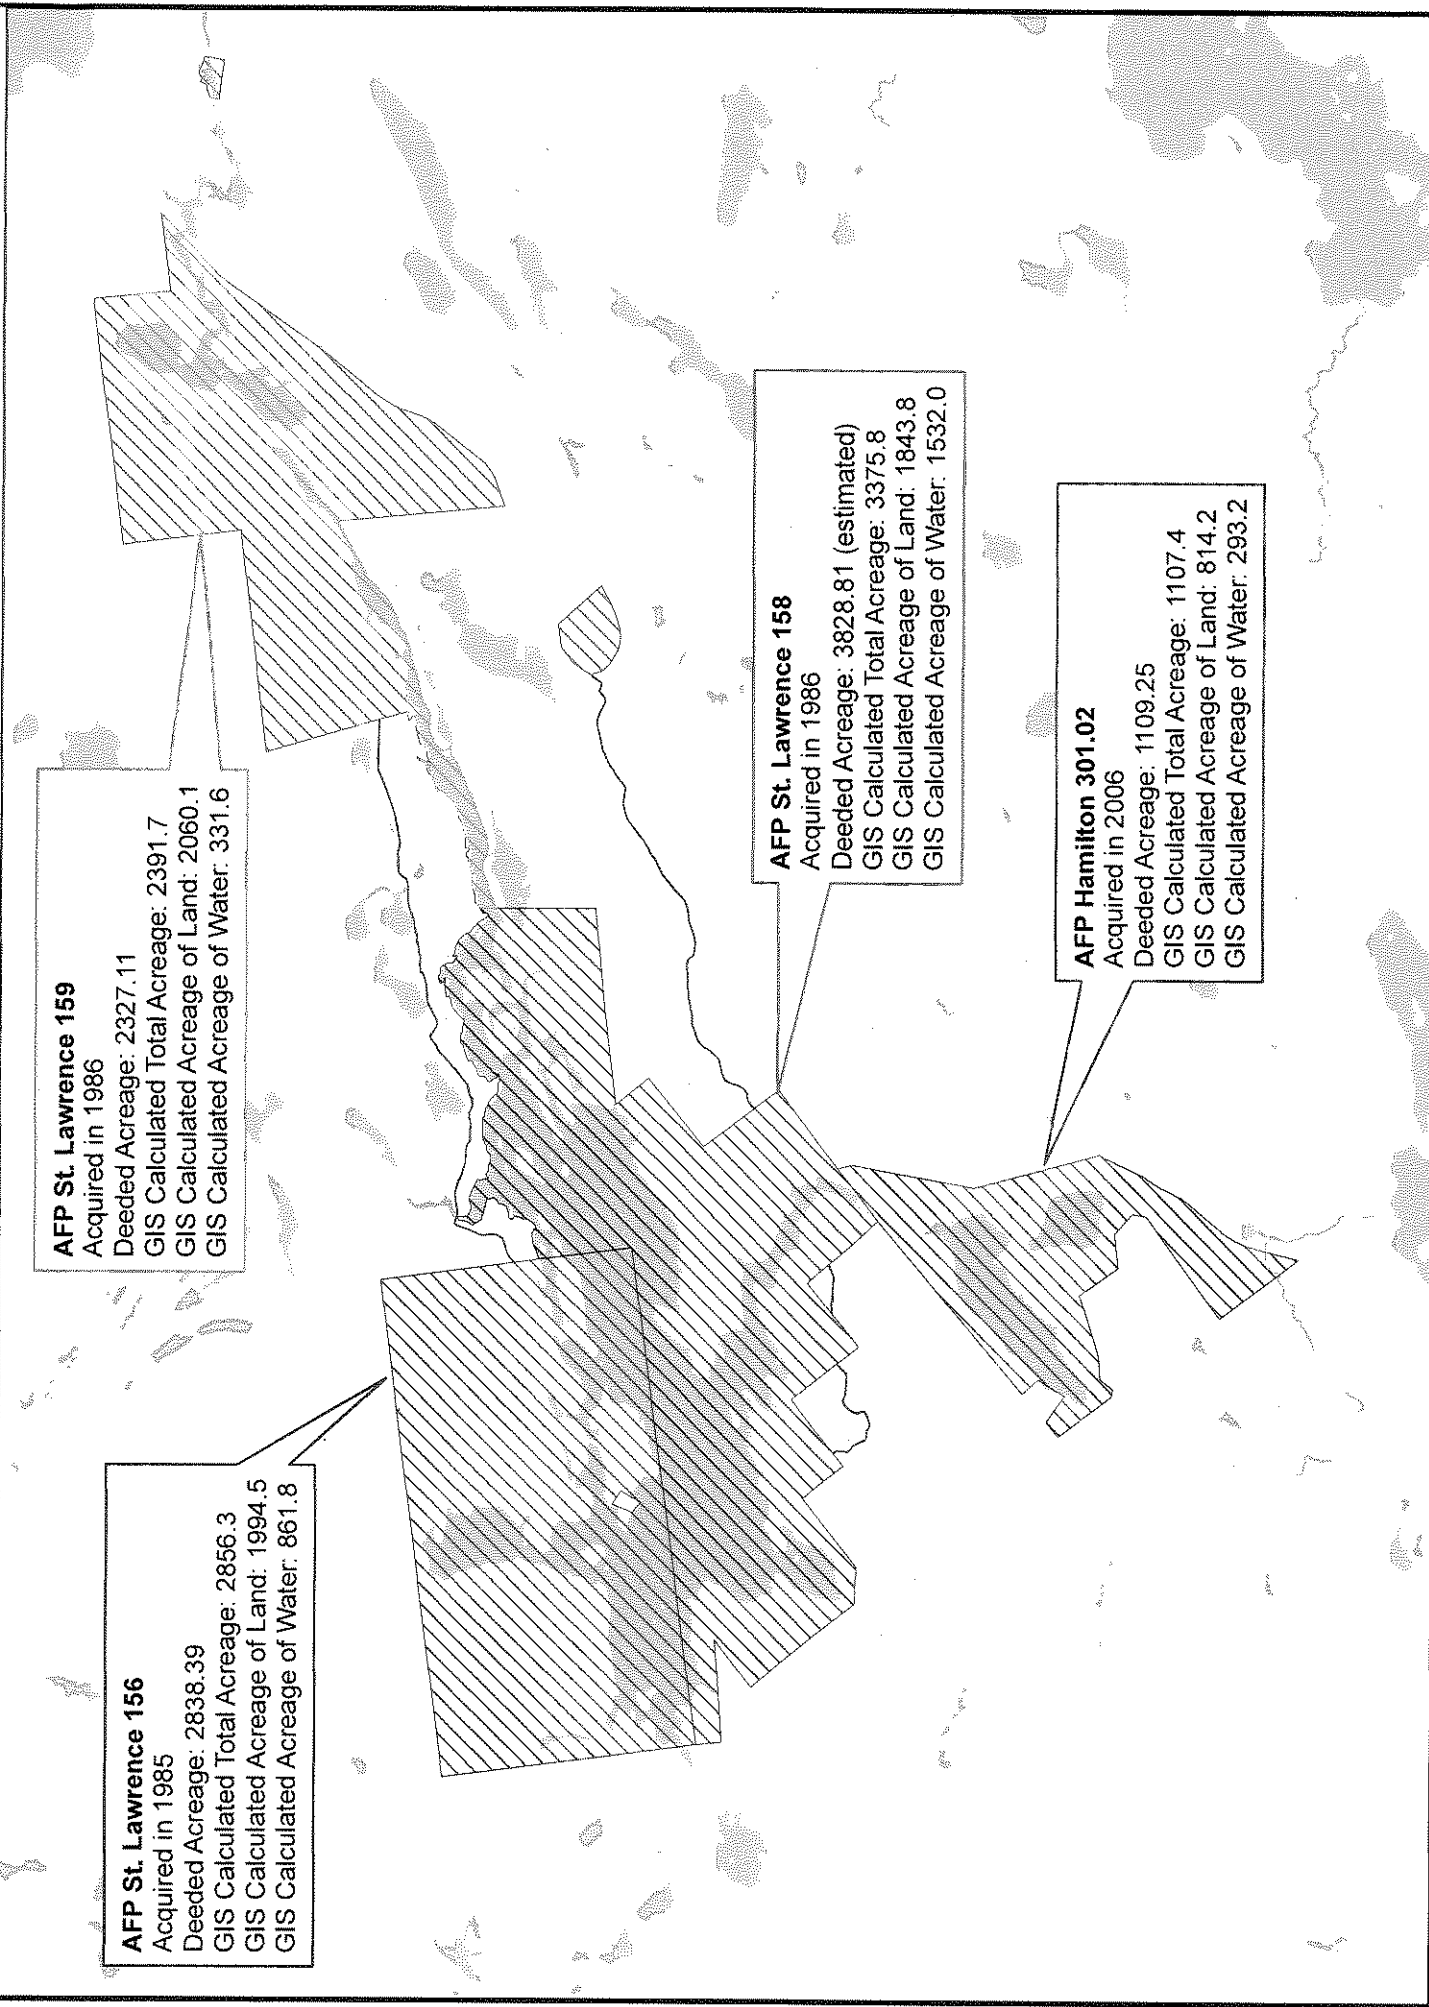 AFP St. Lawrence 156
Acquired in 1985
Deeded Acreage: 2838.39
GIS Calculated Total Acreage: 2856.3
GIS Calculated Acreage of Land: 1994.5
GIS Calculated Acreage of Water: 861.8
AFP St. Lawrence 159
Acquired in 1986
Deeded Acreage: 2327.11
GIS Calculated Total Acreage: 2391.7
GIS Calculated Acreage of Land: 2060.1
GIS Calculated Acreage of Water: 331.6
AFP St. Lawrence 158
Acquired in 1986
Deeded Acreage: 3828.81 (estimated)
GIS Calculated Total Acreage: 3375.8
GIS Calculated Acreage of Land: 1843.8
GIS Calculated Acreage of Water: 1532.0
AFP Hamilton 301.02
Acquired in 2006
Deeded Acreage: 1109.25
GIS Calculated Total Acreage: 1107.4
GIS Calculated Acreage of Land: 814.2
GIS Calculated Acreage of Water: 293.2